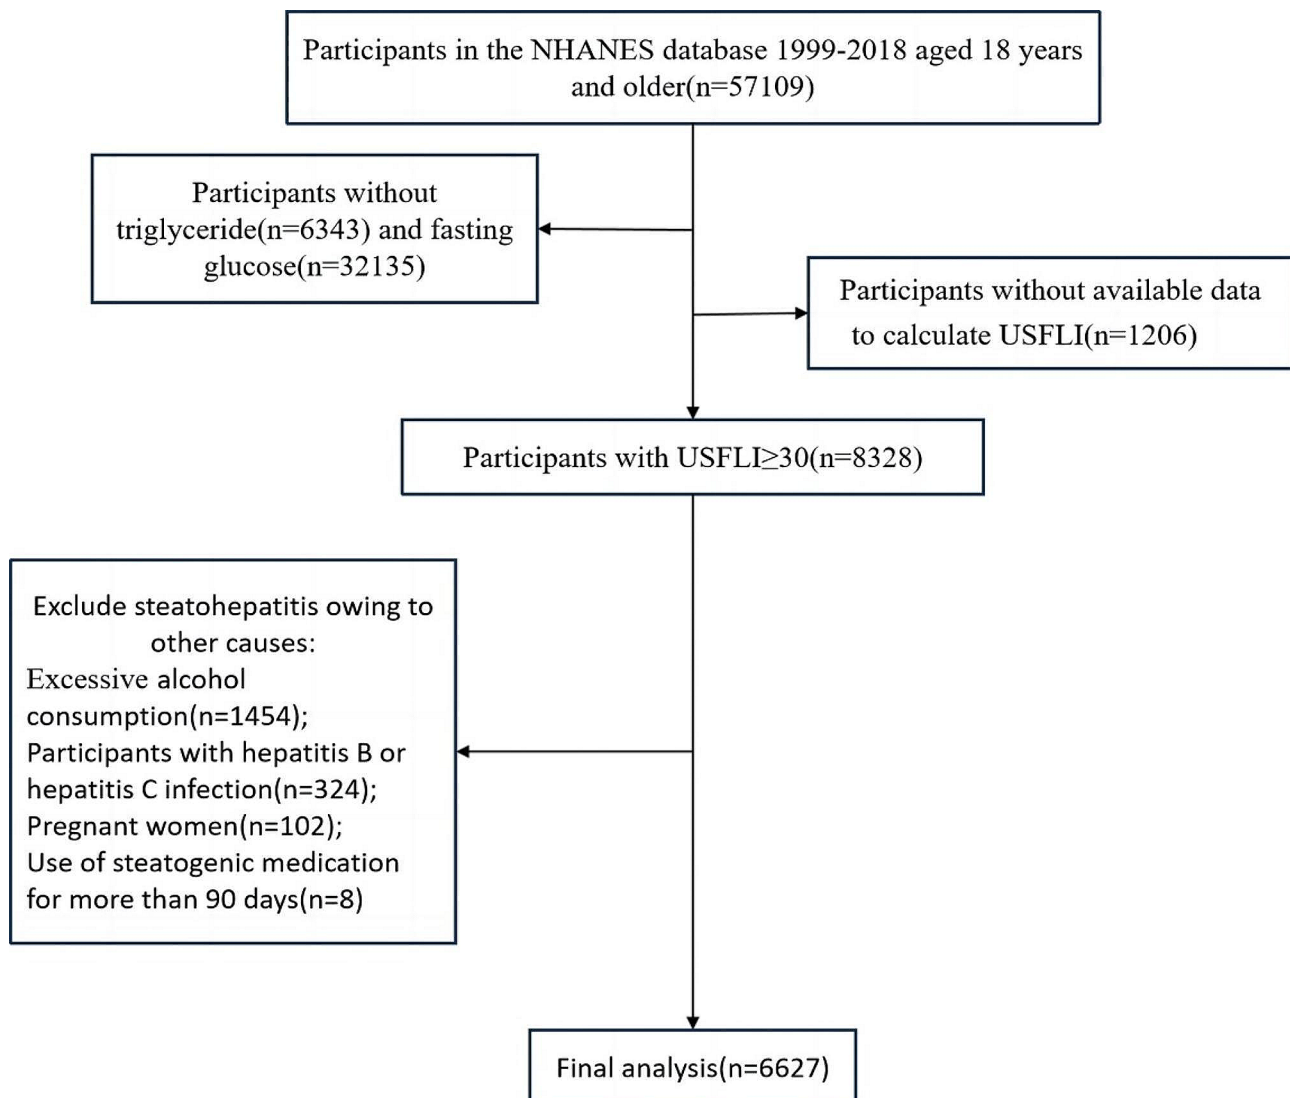 Participants in the NHANES database 1999-2018 aged 18 years
and older(n=57109)
Participants without
triglyceride(n=6343) and fasting
glucose(n=32135)
Participants without available data
to calculate USFLI(n=1206)
Participants with USFLI≥30(n=8328)
Exclude steatohepatitis owing to
other causes:
Excessive alcohol
consumption(n=1454);
Participants with hepatitis B or
hepatitis C infection(n=324);
Pregnant women(n=102);
Use of steatogenic medication
for more than 90 days(n=8)
Final analysis(n=6627)